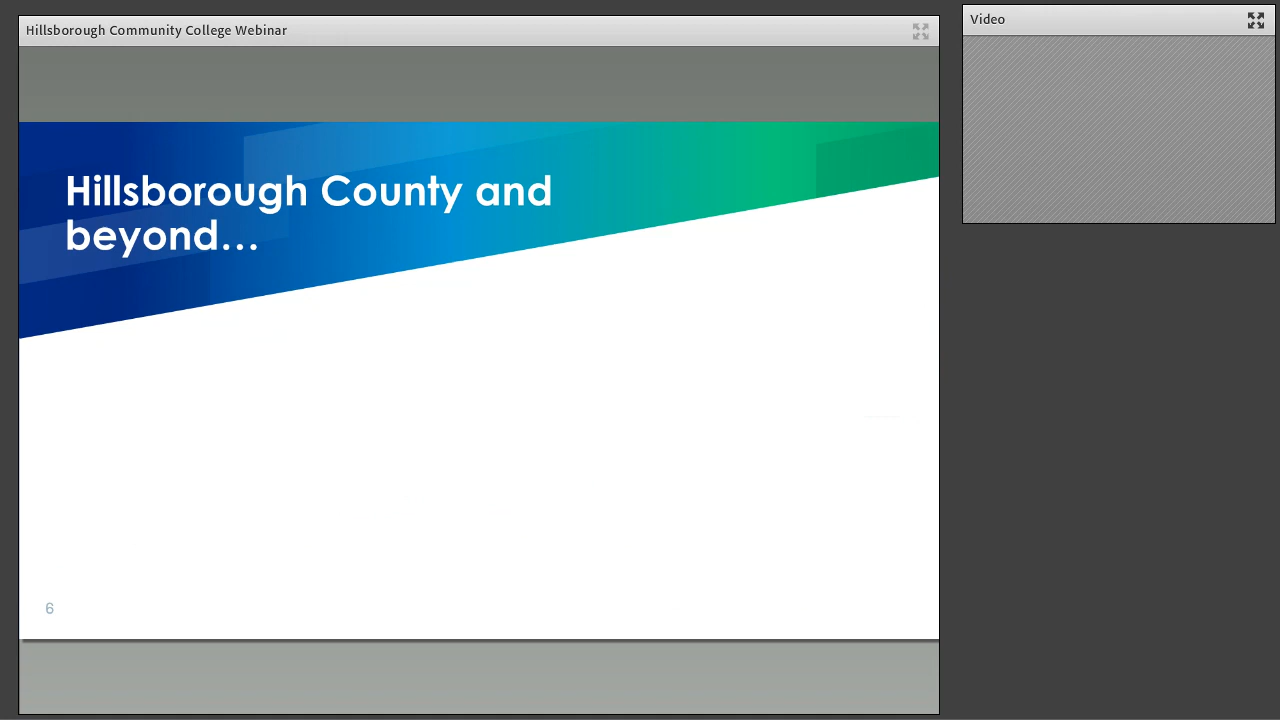 Hillsborough Community College Webinar
Video
Hillsborough County and
beyond…
6